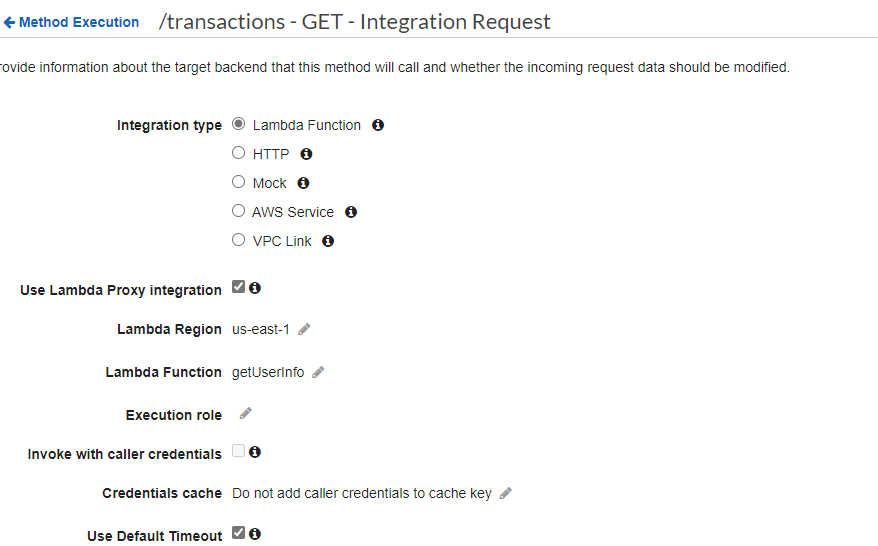 Method Execution /transactions - GET - Integration Request
rovide information about the target backend that this method will call and whether the incoming request data should be modified.
Integration type Lambda Function
HTTP
Mock
AWS Service
VPC Link
Use Lambda Proxy integration
Lambda Region us-east-1
Lambda Function getUserInfo
Execution role
Invoke with caller credentials
Credentials cache Do not add caller credentials to cache key
Use Default Timeout